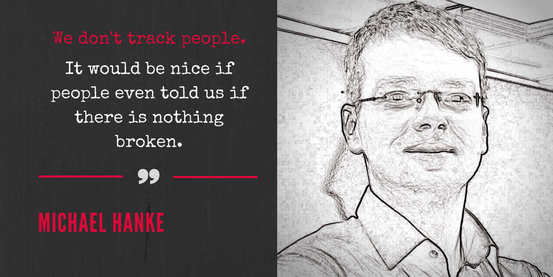 We don't track people.
It would be nice if
people even told us if
there is nothing
broken.
”
MICHAEL HANKE